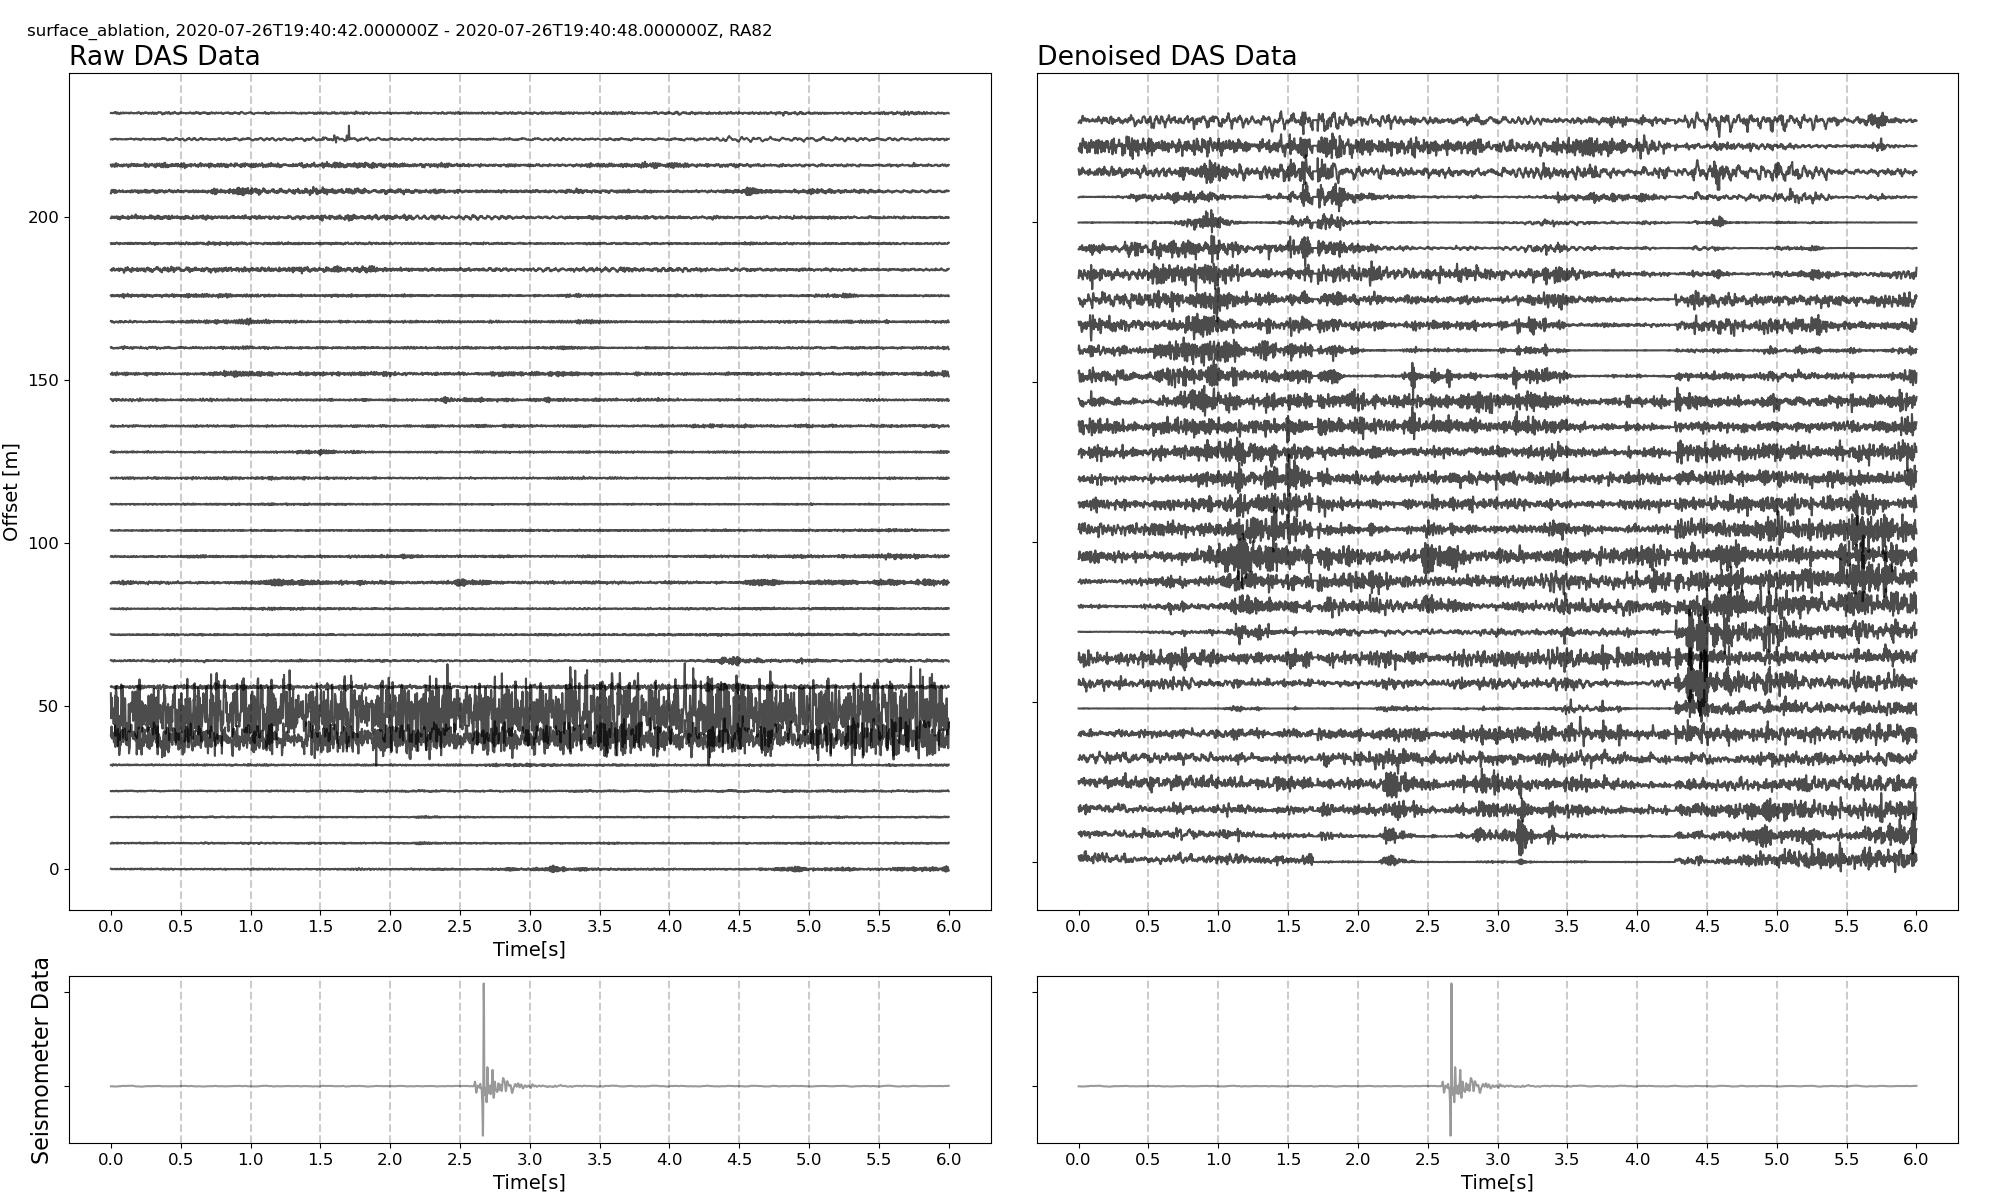 surface_ablation, 2020-07-26T19:40:42.000000Z - 2020-07-26T19:40:48.000000Z, RA82
Raw DAS Data
Denoised DAS Data
Offset [m]
200
150
100
50
0
0.0 0.5 1.0 1.5 2.0 2.5 3.0 3.5 4.0 4.5 5.0 5.5 6.0
Time[s]
0.0 0.5 1.0 1.5 2.0 2.5 3.0 3.5 4.0 4.5 5.0 5.5 6.0
Seismometer Data
0.0 0.5 1.0 1.5 2.0 2.5 3.0 3.5 4.0 4.5 5.0 5.5 6.0
Time[s]
0.0 0.5 1.0 1.5 2.0 2.5 3.0 3.5 4.0 4.5 5.0 5.5 6.0
Time[s]